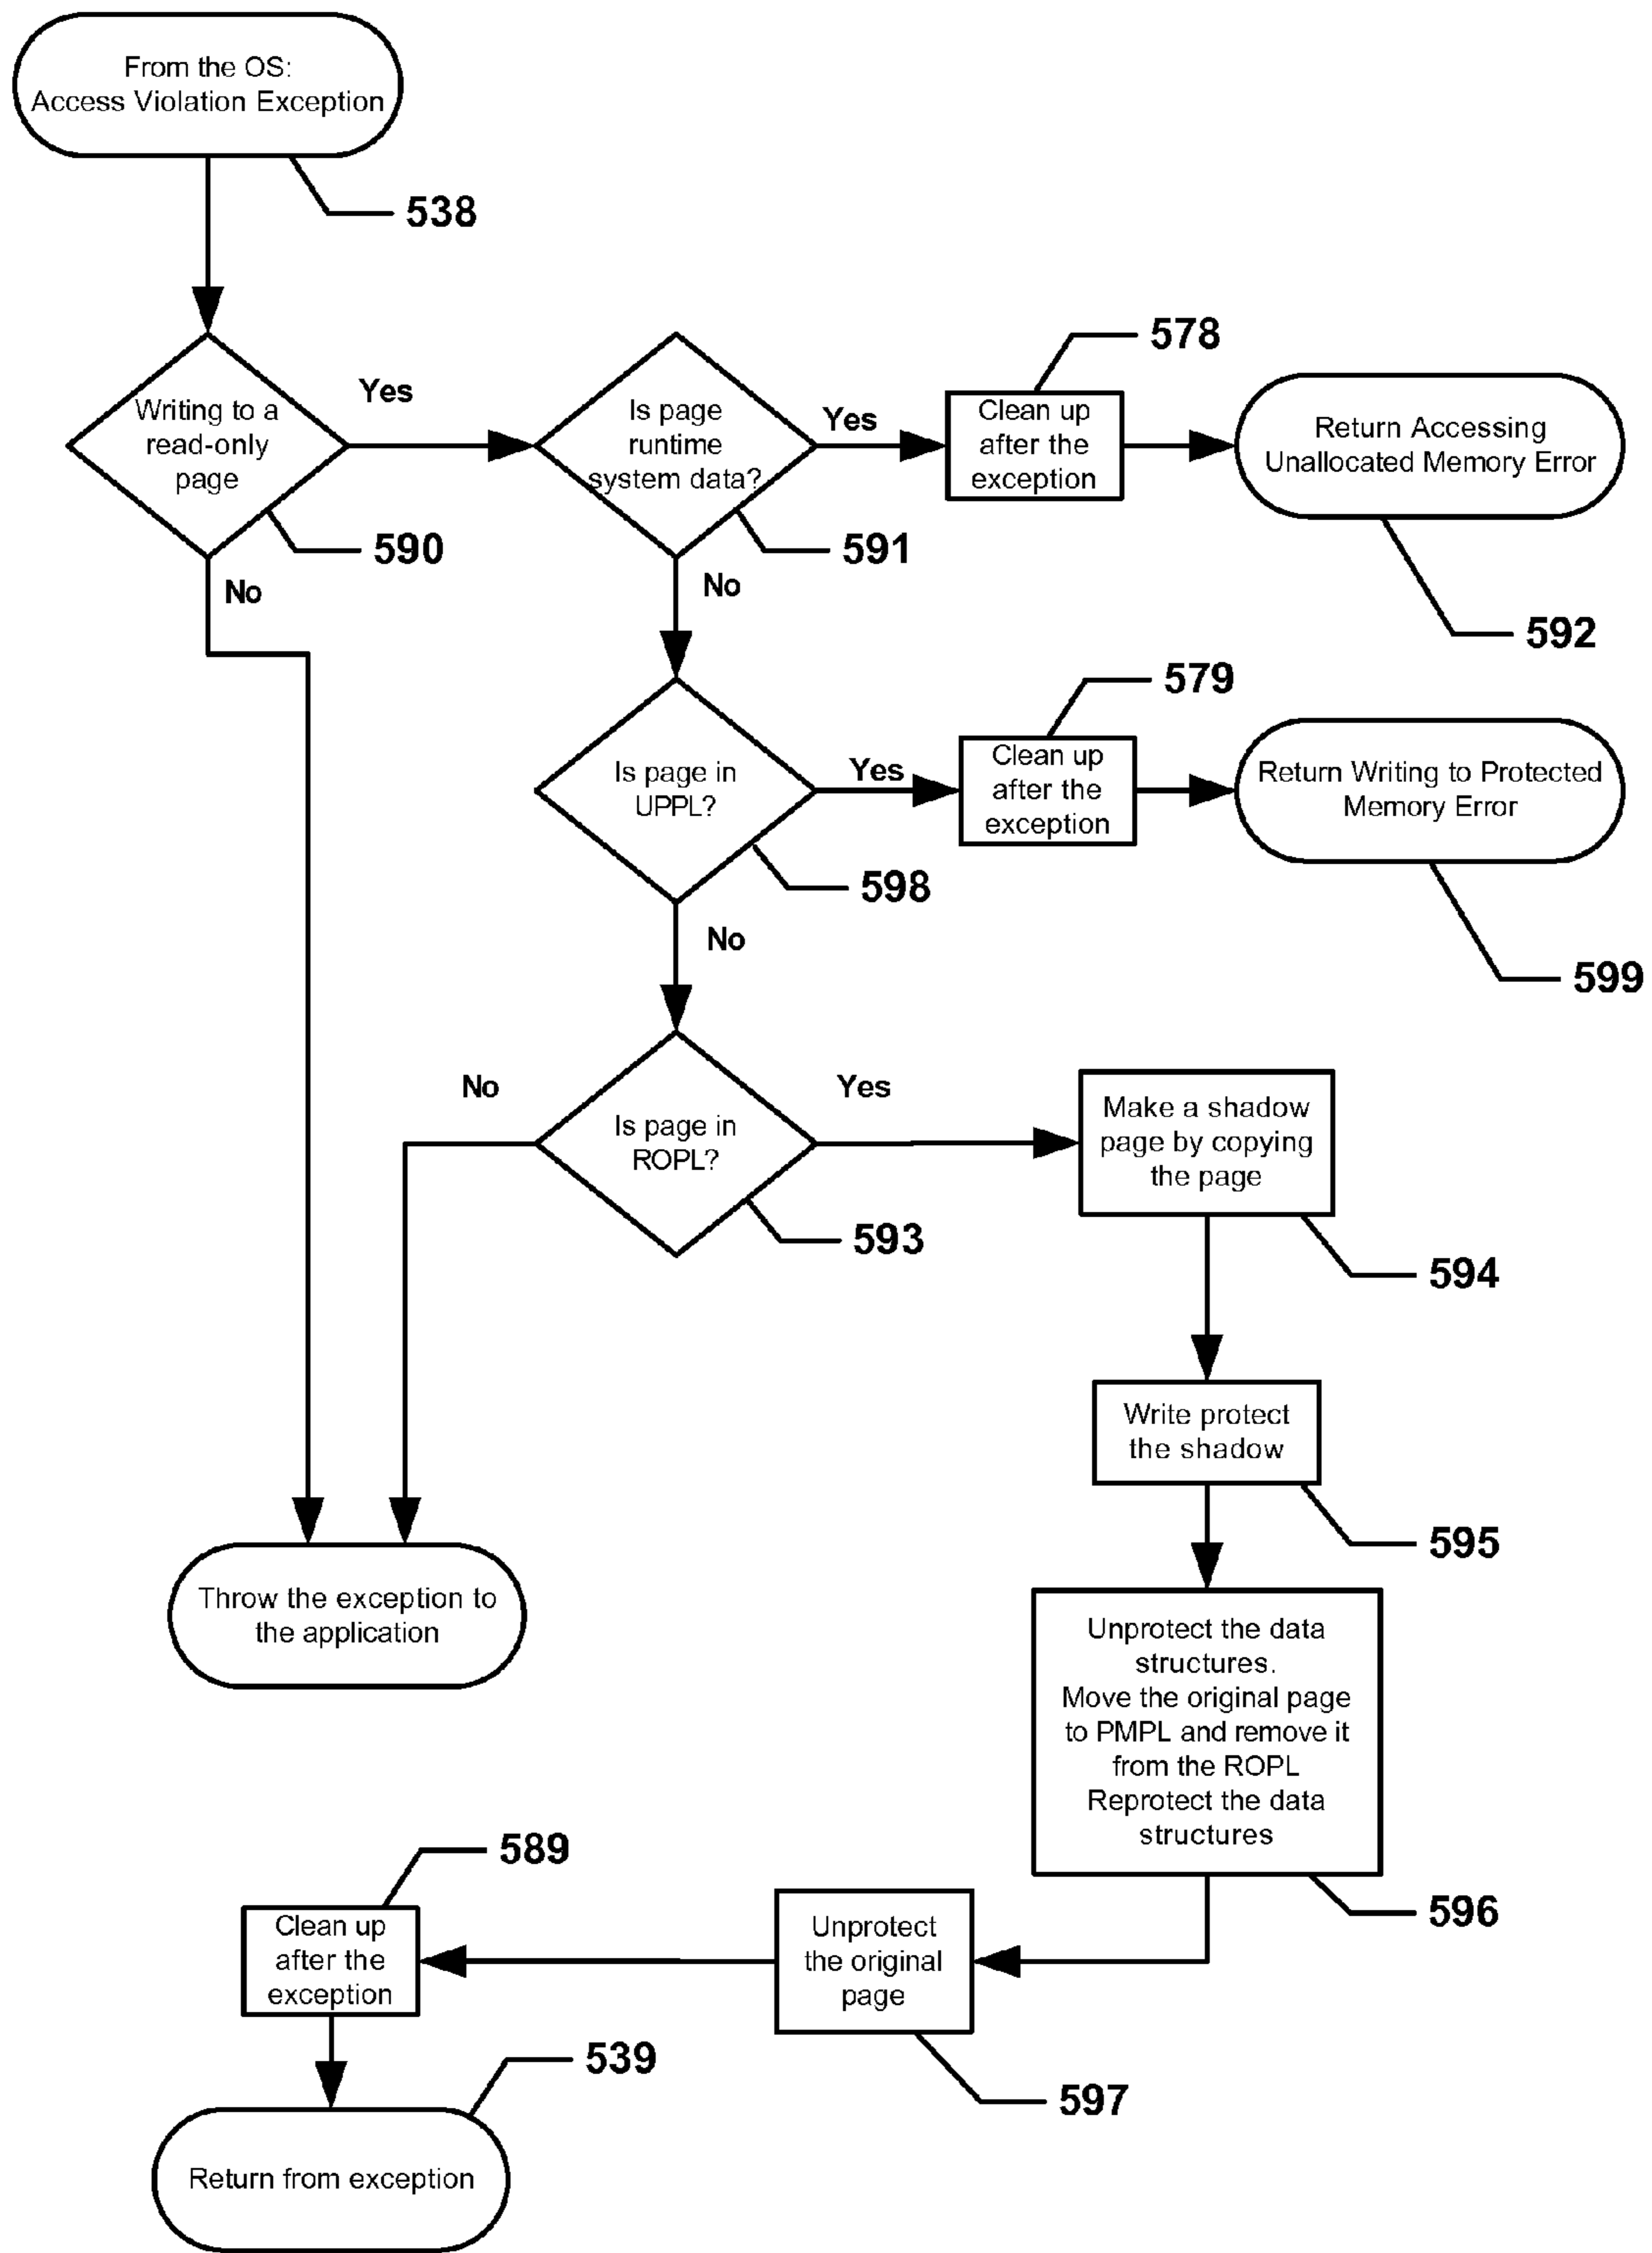 From the OS:
Access Violation Exception
538
Writing to a
read-only
page
Yes
590
No
Is page
runtime
system data?
Yes
591
No
578
Clean up
after the
exception
Return Accessing
Unallocated Memory Error
592
Is page in
UPPL?
Yes
598
No
579
Clean up
after the
exception
Return Writing to Protected
Memory Error
599
No
Is page in
ROPL?
Yes
593
Make a shadow
page by copying
the page
594
Write protect
the shadow
595
Throw the exception to
the application
Unprotect the data
structures.
Move the original page
to PMPL and remove it
from the ROPL
Reprotect the data
structures
596
Unprotect
the original
page
597
589
Clean up
after the
exception
539
Return from exception